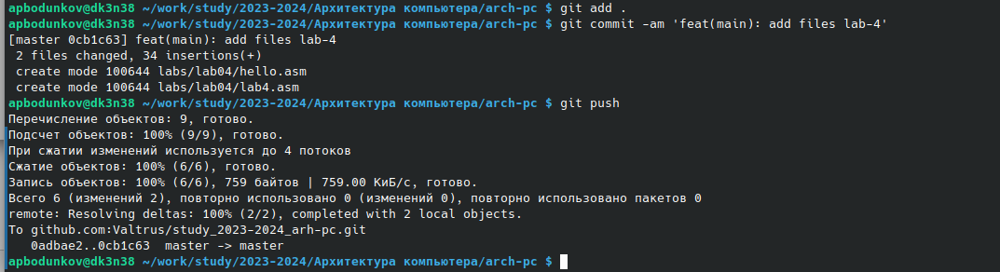 apbodunkov@dk3n38 ~/work/study/2023-2024/Архитектура компьютера/arch-pc $ git add .
apbodunkov@dk3n38 ~/work/study/2023-2024/Архитектура компьютера/arch-pc $ git commit -am 'feat(main): add files lab-4'
[master 0cb1c63] feat(main): add files lab-4
 2 files changed, 34 insertions(+)
 create mode 100644 labs/lab04/hello.asm
 create mode 100644 labs/lab04/lab4.asm
apbodunkov@dk3n38 ~/work/study/2023-2024/Архитектура компьютера/arch-pc $ git push
Перечисление объектов: 9, готово.
Подсчет объектов: 100% (9/9), готово.
При сжатии изменений используется до 4 потоков
Сжатие объектов: 100% (6/6), готово.
Запись объектов: 100% (6/6), 759 байтов | 759.00 КиБ/с, готово.
Всего 6 (изменений 2), повторно использовано 0 (изменений 0), повторно использовано пакетов 0
remote: Resolving deltas: 100% (2/2), completed with 2 local objects.
To github.com:Valtrus/study_2023-2024_arh-pc.git
   0adbae2..0cb1c63  master -> master
apbodunkov@dk3n38 ~/work/study/2023-2024/Архитектура компьютера/arch-pc $